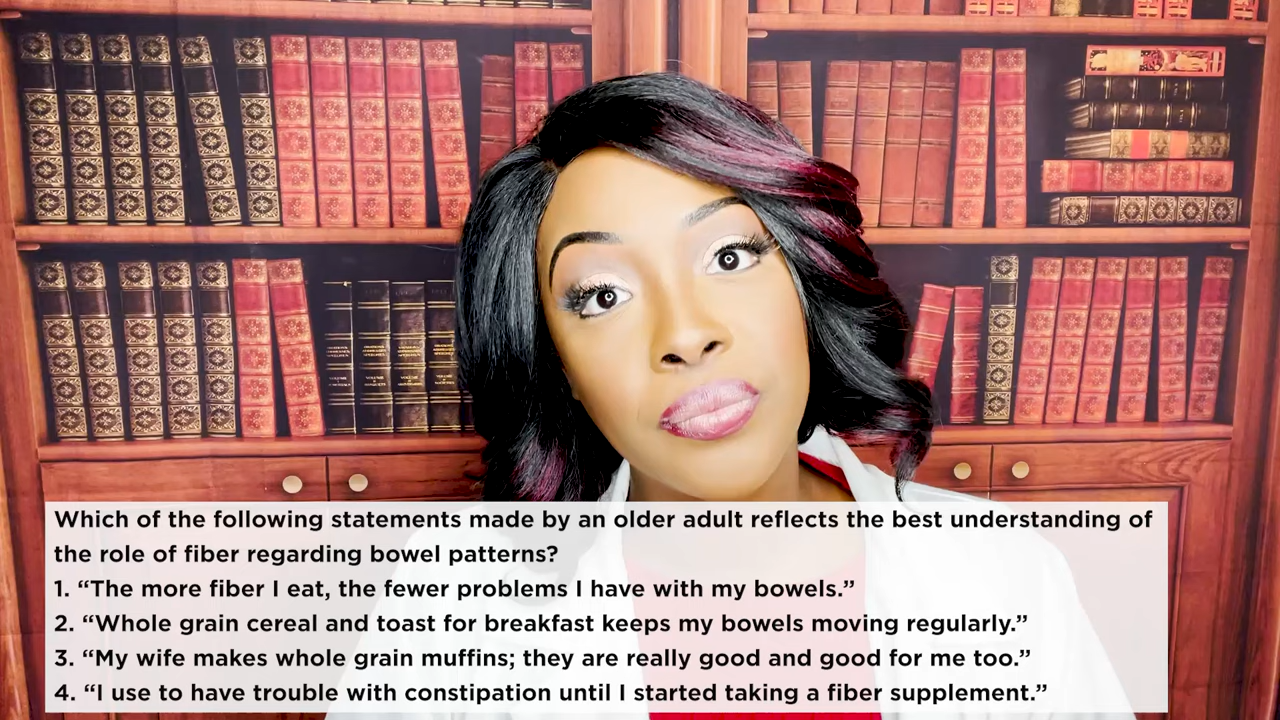 Which of the following statements made by an older adult reflects the best understanding of
the role of fiber regarding bowel patterns?
1. “The more fiber I eat, the fewer problems I have with my bowels.”
2. “Whole grain cereal and toast for breakfast keeps my bowels moving regularly.”
3. “My wife makes whole grain muffins; they are really good and good for me too.”
4. “I use to have trouble with constipation until I started taking a fiber supplement.”